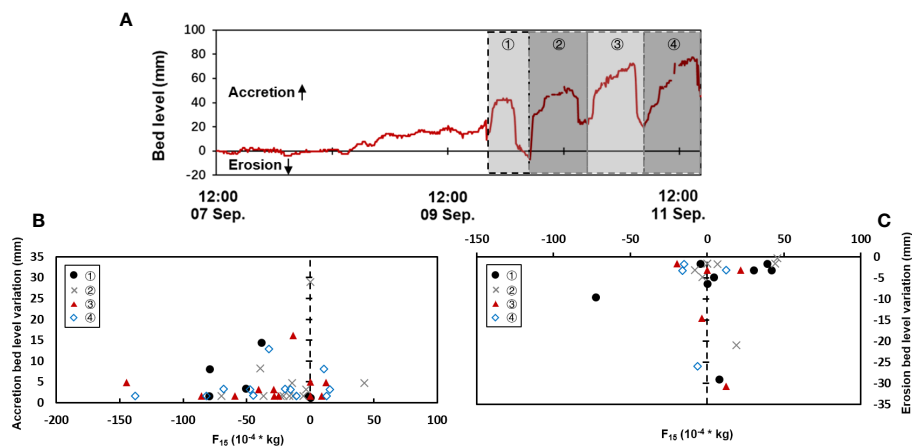 A
Bed level (mm)
100
80
60
40
20
0
-20
① ② ③ ④
Accretion
Erosion
12:00 12:00 12:00
07 Sep. 09 Sep. 11 Sep.
B
Accretion bed level variation (mm)
35
30
25
20
15
10
5
0
①
②
③
④
-200 -150 -100 -50 0 50 100
F₁₅ (10⁻⁴ * kg)
C
-150 -100 -50 0 50 100
①
②
③
④
0
-5
-10
-15
-20
-25
-30
-35
Erosion bed level variation (mm)
F₁₅ (10⁻⁴ * kg)